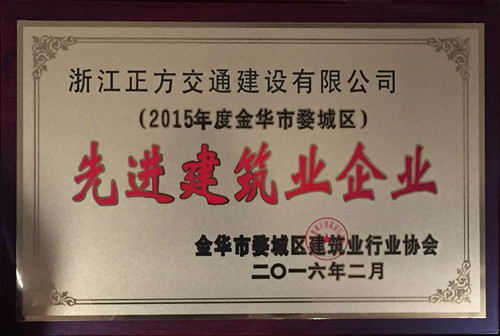 浙江正方交通建设有限公司
（2015年度金华市婺城区）
先进建筑业企业
金华市婺城区建筑业行业协会
二〇一六年二月